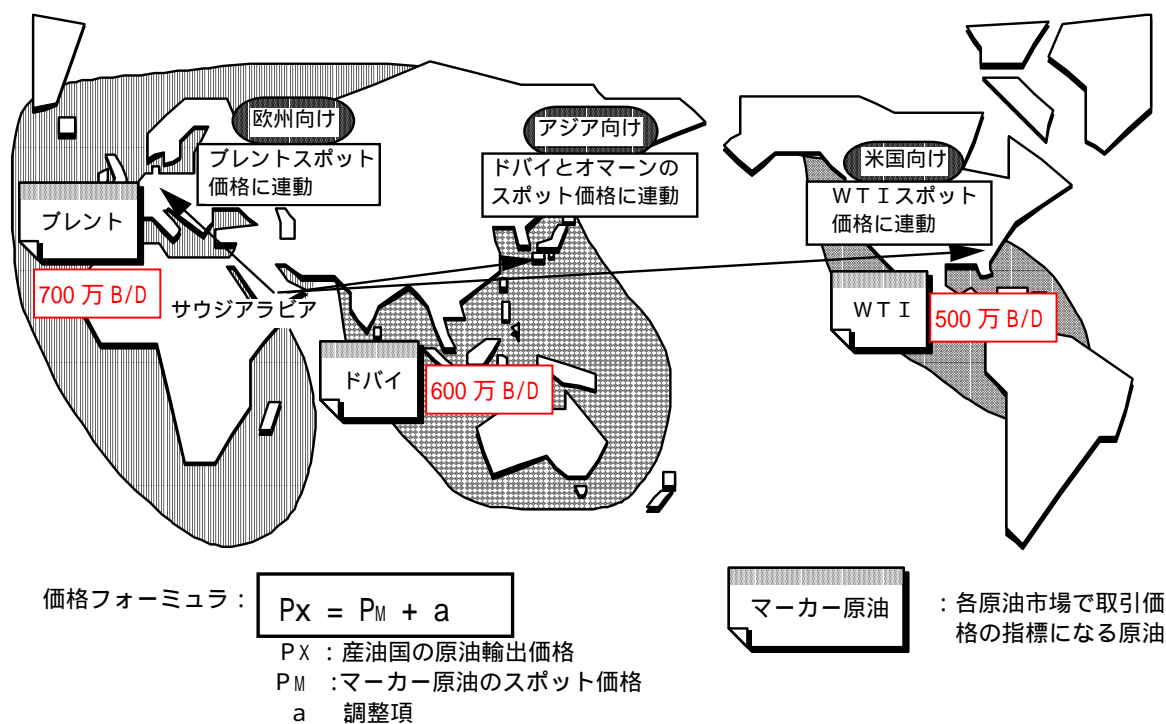 欧州向け
ブレントスポット
価格に連動
アジア向け
ドバイとオマーンの
スポット価格に連動
米国向け
ＷＴＩスポット
価格に連動
ブレント
700 万 B/D
サウジアラビア
ドバイ
600 万 B/D
ＷＴＩ
500 万 B/D
価格フォーミュラ：
Px = PM + a
PX ：産油国の原油輸出価格
PM ：マーカー原油のスポット価格
a 調整項
マーカー原油
：各原油市場で取引価
格の指標になる原油